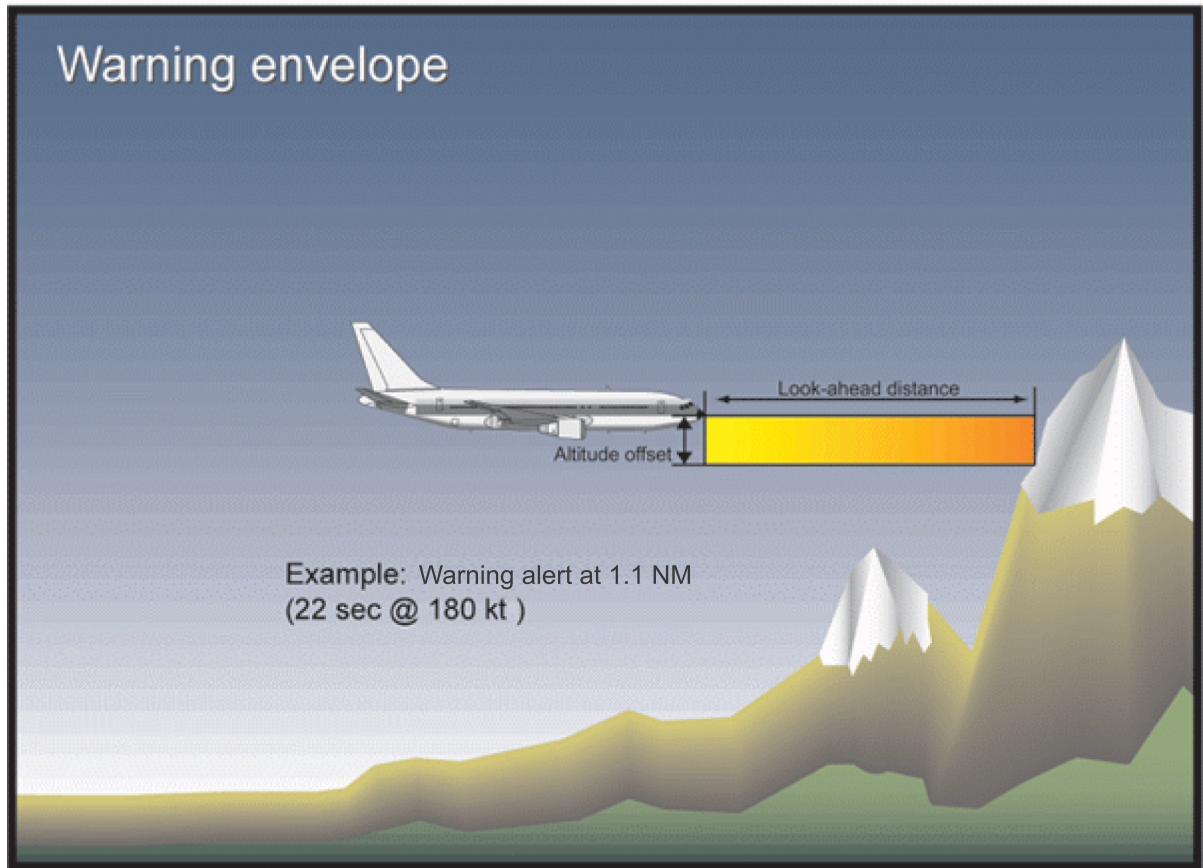 Warning envelope
Look-ahead distance
Altitude offset
Example: Warning alert at 1.1 NM
(22 sec @ 180 kt )